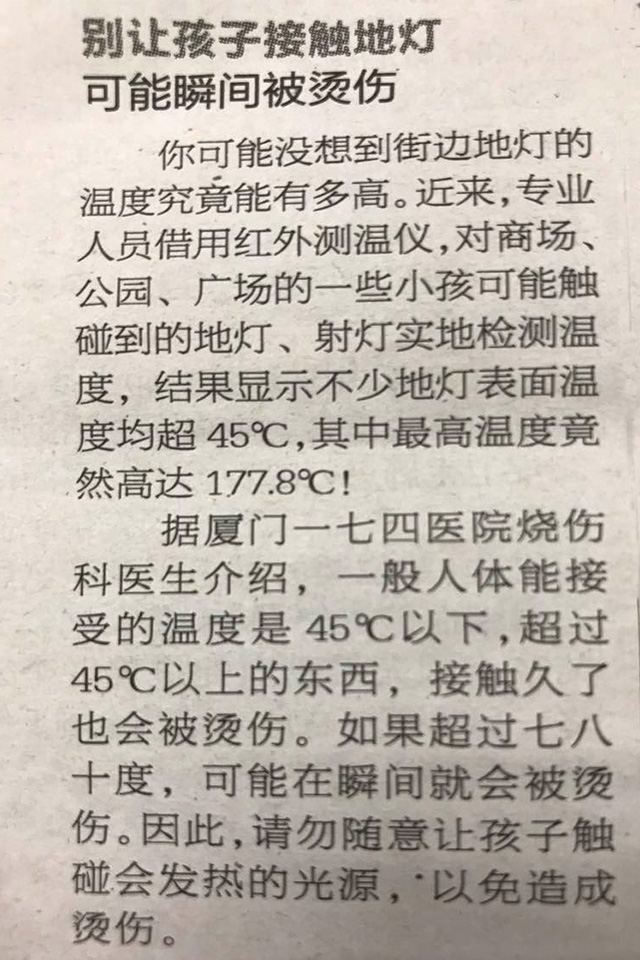 别让孩子接触地灯
可能瞬间被烫伤
你可能没想到街边地灯的
温度究竟能有多高。近来,专业
人员借用红外测温仪,对商场、
公园、广场的一些小孩可能触
碰到的地灯、射灯实地检测温
度，结果显示不少地灯表面温
度均超 45℃,其中最高温度竟
然高达 177.8℃!
据厦门一七四医院烧伤
科医生介绍，一般人体能接
受的温度是 45℃以下,超过
45℃以上的东西，接触久了
也会被烫伤。如果超过七八
十度，可能在瞬间就会被烫
伤。因此,请勿随意让孩子触
碰会发热的光源，以免造成
烫伤。